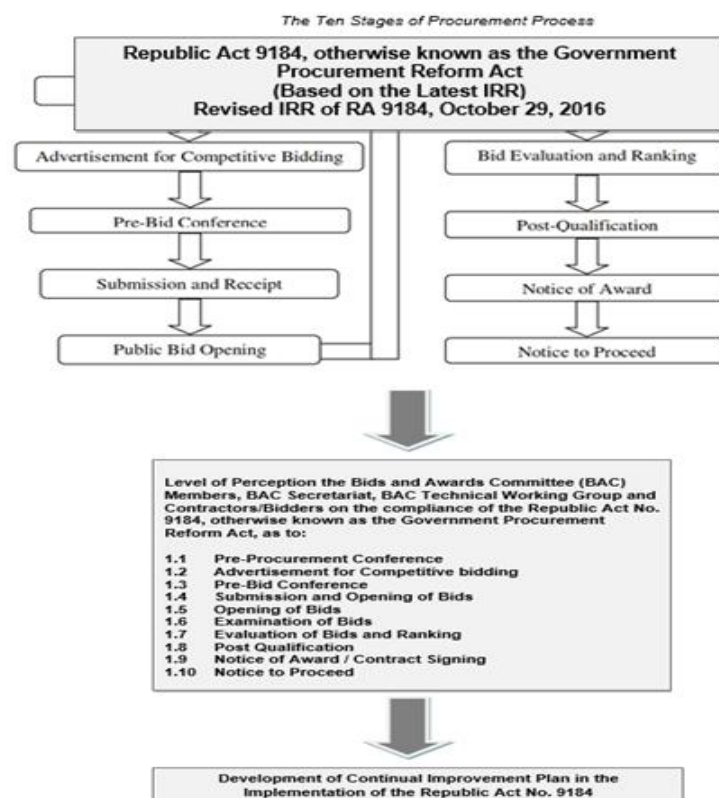 The Ten Stages of Procurement Process
Republic Act 9184, otherwise known as the Government
Procurement Reform Act
(Based on the Latest IRR)
Revised IRR of RA 9184, October 29, 2016
Advertisement for Competitive Bidding
Pre-Bid Conference
Submission and Receipt
Public Bid Opening
Bid Evaluation and Ranking
Post-Qualification
Notice of Award
Notice to Proceed
Level of Perception the Bids and Awards Committee (BAC)
Members, BAC Secretariat, BAC Technical Working Group and
Contractors/Bidders on the compliance of the Republic Act No.
9184, otherwise known as the Government Procurement
Reform Act, as to:
1.1 Pre-Procurement Conference
1.2 Advertisement for Competitive bidding
1.3 Pre-Bid Conference
1.4 Submission and Opening of Bids
1.5 Opening of Bids
1.6 Examination of Bids
1.7 Evaluation of Bids and Ranking
1.8 Post Qualification
1.9 Notice of Award / Contract Signing
1.10 Notice to Proceed
Development of Continual Improvement Plan in the
Implementation of the Republic Act No. 9184